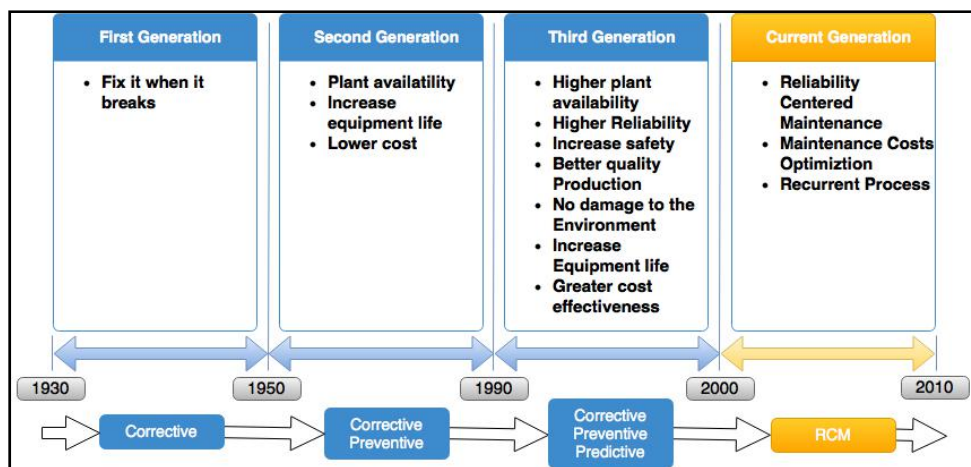 First Generation
Fix it when it
breaks
Second Generation
Plant availatility
Increase
equipment life
Lower cost
Third Generation
Higher plant
availability
Higher Reliability
Increase safety
Better quality
Production
No damage to the
Environment
Increase
Equipment life
Greater cost
effectiveness
Current Generation
Reliability
Centered
Maintenance
Maintenance Costs
Optimiztion
Recurrent Process
1930
1950
1990
2000
2010
Corrective
Corrective
Preventive
Corrective
Preventive
Predictive
RCM